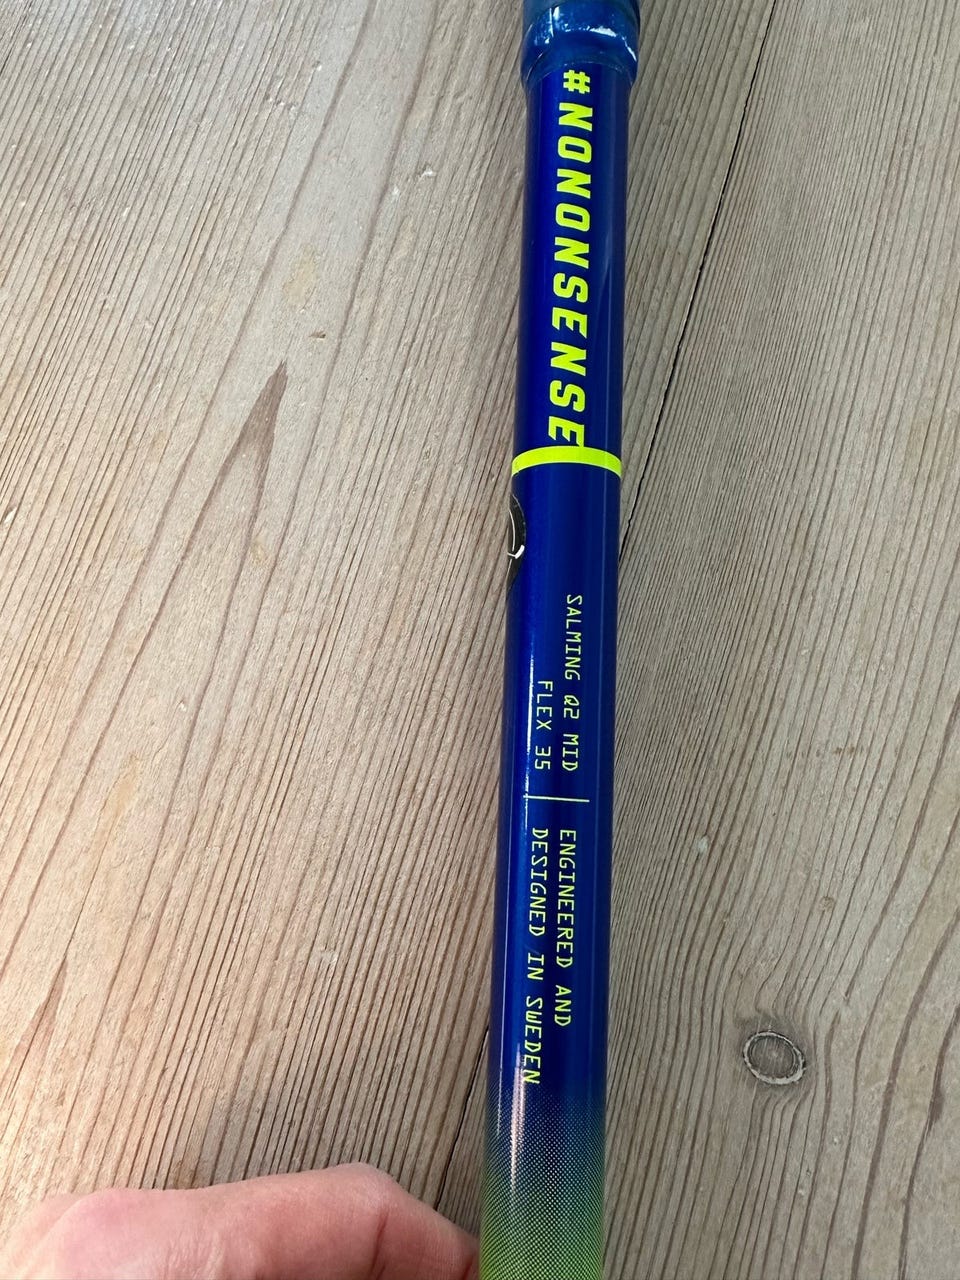 #NONONSENSE
SALMING Q2 MID
FLEX 35
ENGINEERED AND
DESIGNED IN SWEDEN